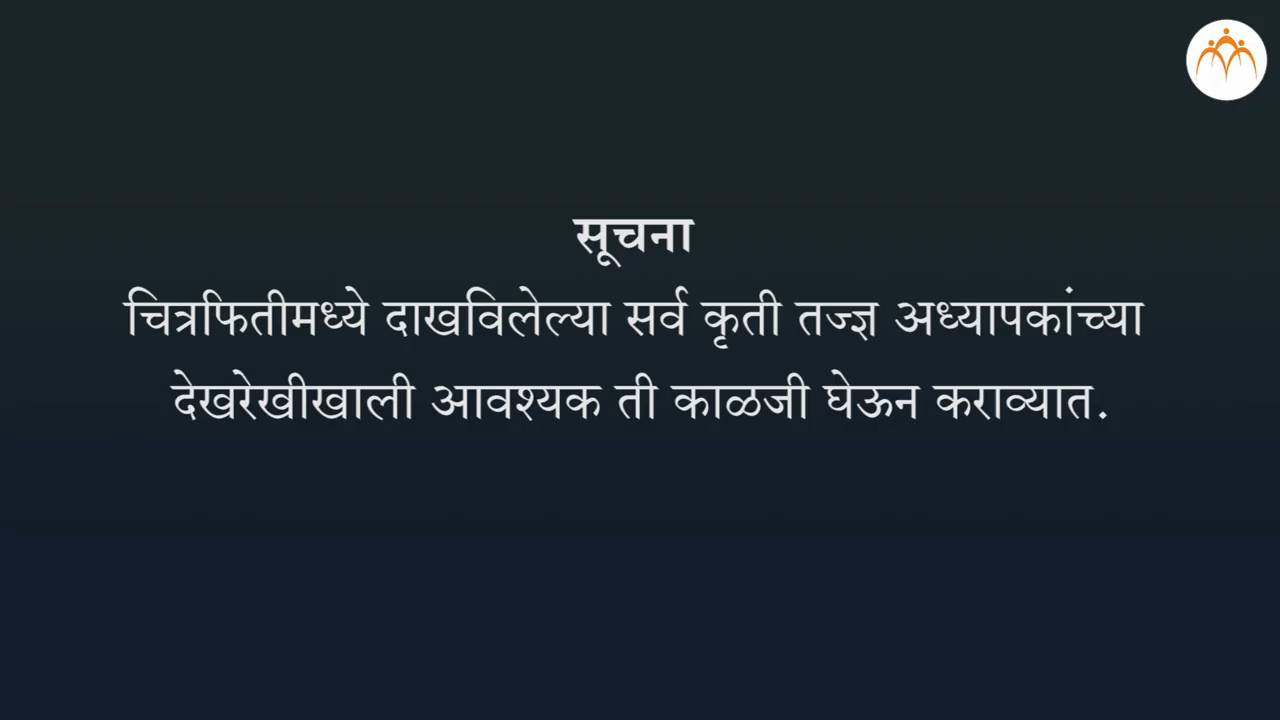 सूचना
चित्रफितीमध्ये दाखविलेल्या सर्व कृती तज्ज्ञ अध्यापकांच्या
देखरेखीखाली आवश्यक ती काळजी घेऊन कराव्यात.